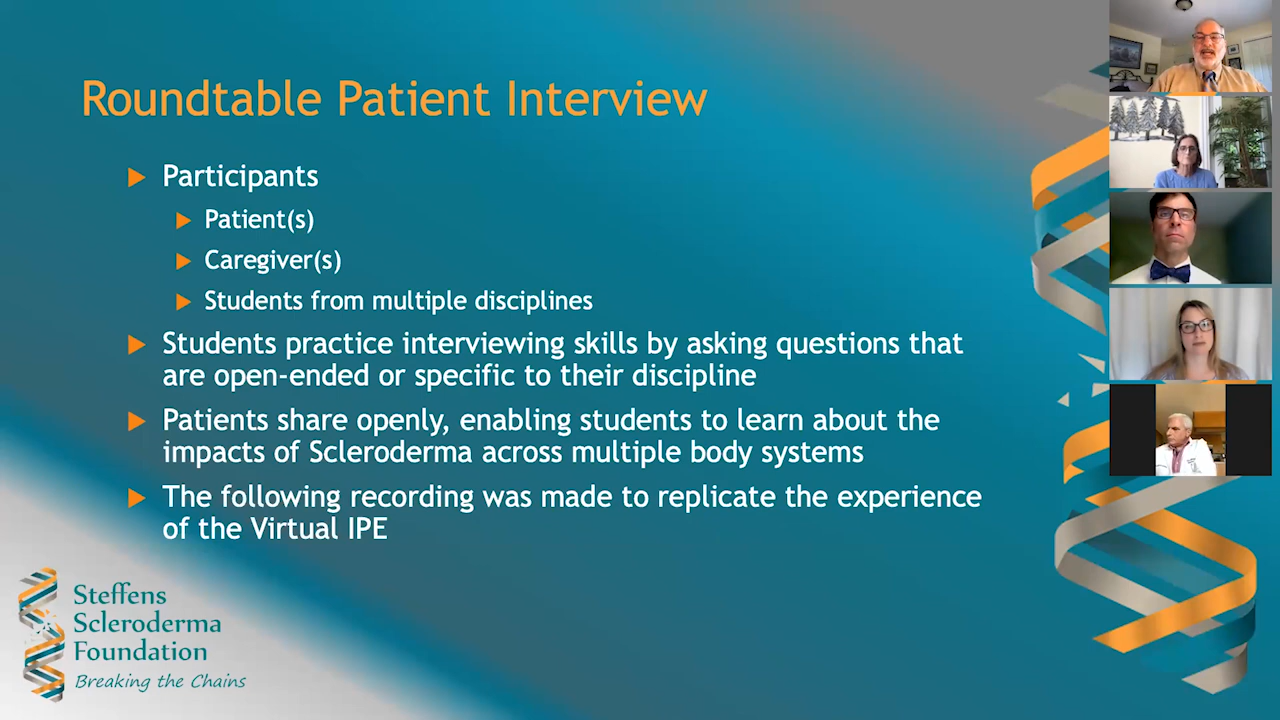 Roundtable Patient Interview
Participants
Patient(s)
Caregiver(s)
Students from multiple disciplines
Students practice interviewing skills by asking questions that
are open-ended or specific to their discipline
Patients share openly, enabling students to learn about the
impacts of Scleroderma across multiple body systems
The following recording was made to replicate the experience
of the Virtual IPE
Steffens
Scleroderma
Foundation
Breaking the Chains